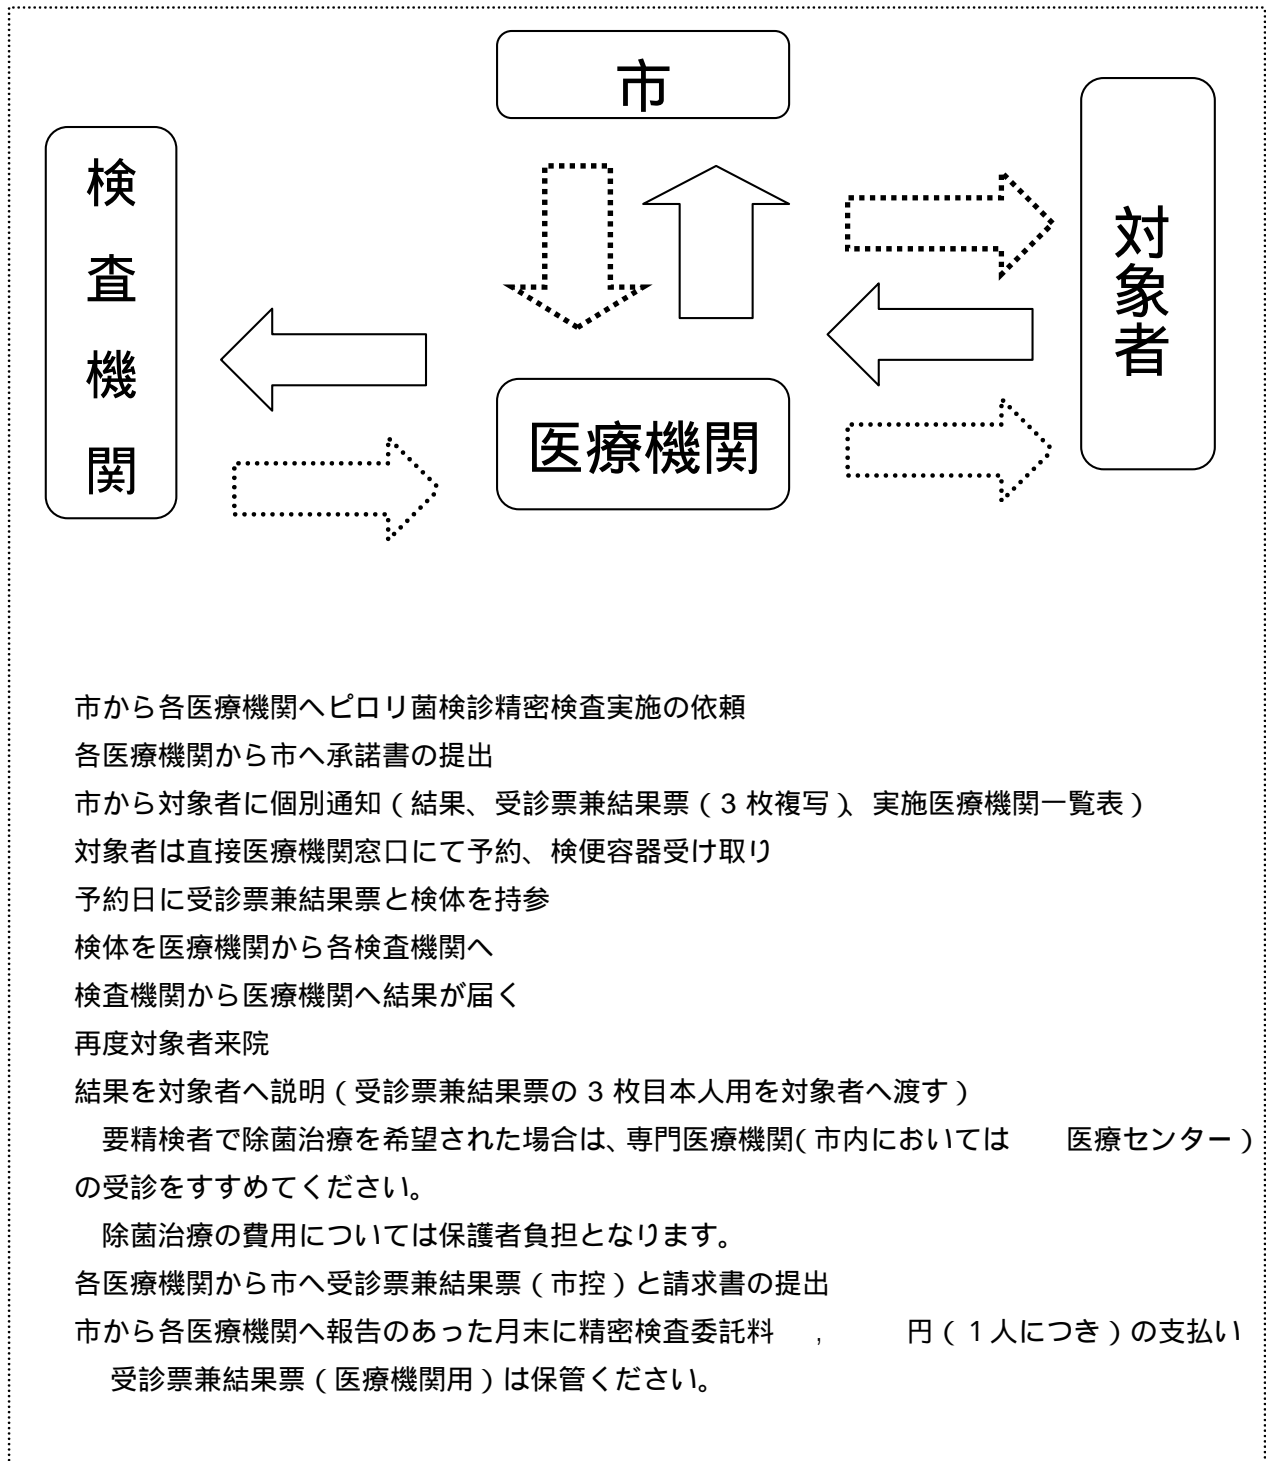 市
検査機関
対象者
医療機関
市から各医療機関へピロリ菌検診精密検査実施の依頼
各医療機関から市へ承諾書の提出
市から対象者に個別通知（結果、受診票兼結果票（3枚複写）、実施医療機関一覧表）
対象者は直接医療機関窓口にて予約、検便容器受け取り
予約日に受診票兼結果票と検体を持参
検体を医療機関から各検査機関へ
検査機関から医療機関へ結果が届く
再度対象者来院
結果を対象者へ説明（受診票兼結果票の3枚目本人用を対象者へ渡す）
要精検者で除菌治療を希望された場合は、専門医療機関（市内においては　　医療センター）
の受診をすすめてください。
除菌治療の費用については保護者負担となります。
各医療機関から市へ受診票兼結果票（市控）と請求書の提出
市から各医療機関へ報告のあった月末に精密検査委託料　,　　　円（1人につき）の支払い
受診票兼結果票（医療機関用）は保管ください。